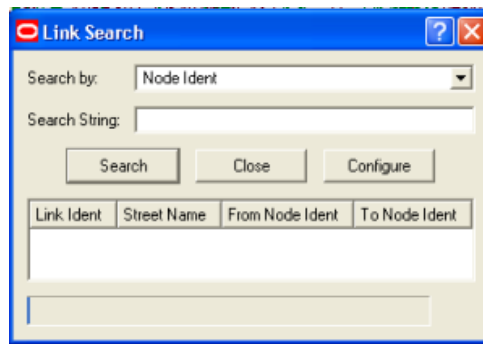 Link Search
Search by: Node Ident
Search String:
Search Close Configure
Link Ident Street Name From Node Ident To Node Ident